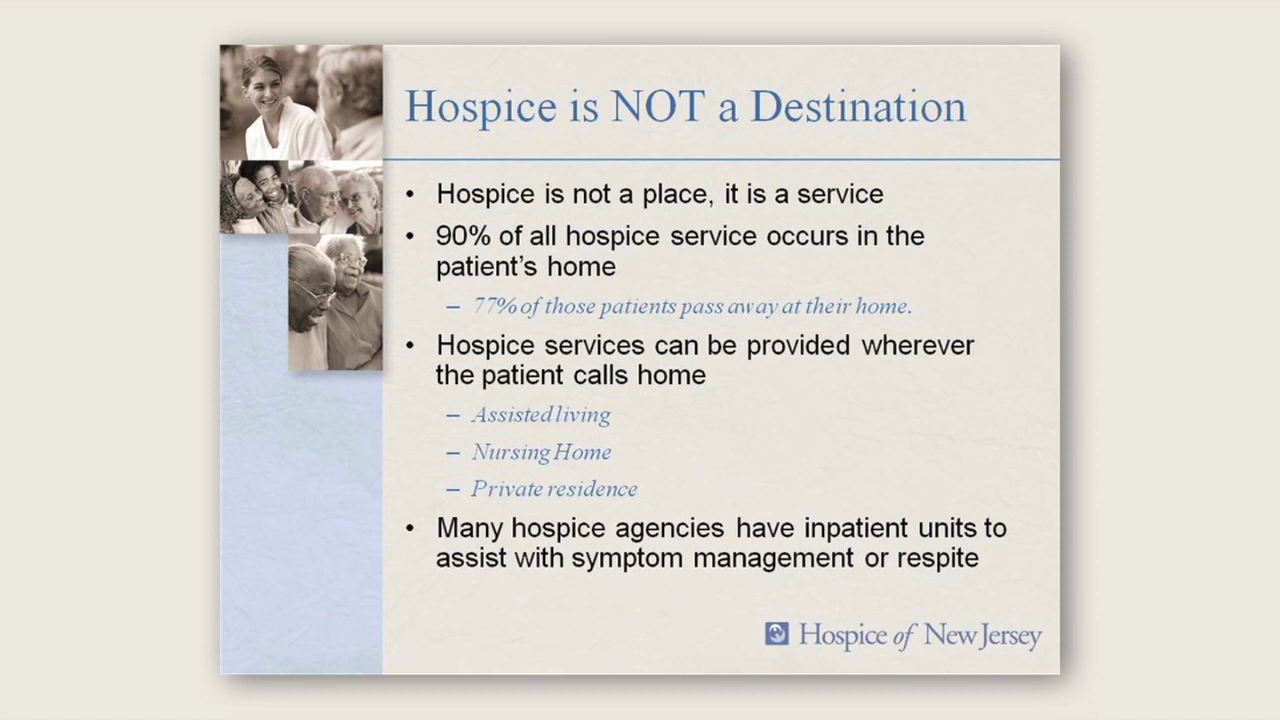 Hospice is NOT a Destination
• Hospice is not a place, it is a service
• 90% of all hospice service occurs in the
patient’s home
– 77% of those patients pass away at their home.
• Hospice services can be provided wherever
the patient calls home
– Assisted living
– Nursing Home
– Private residence
• Many hospice agencies have inpatient units to
assist with symptom management or respite
Hospice of New Jersey